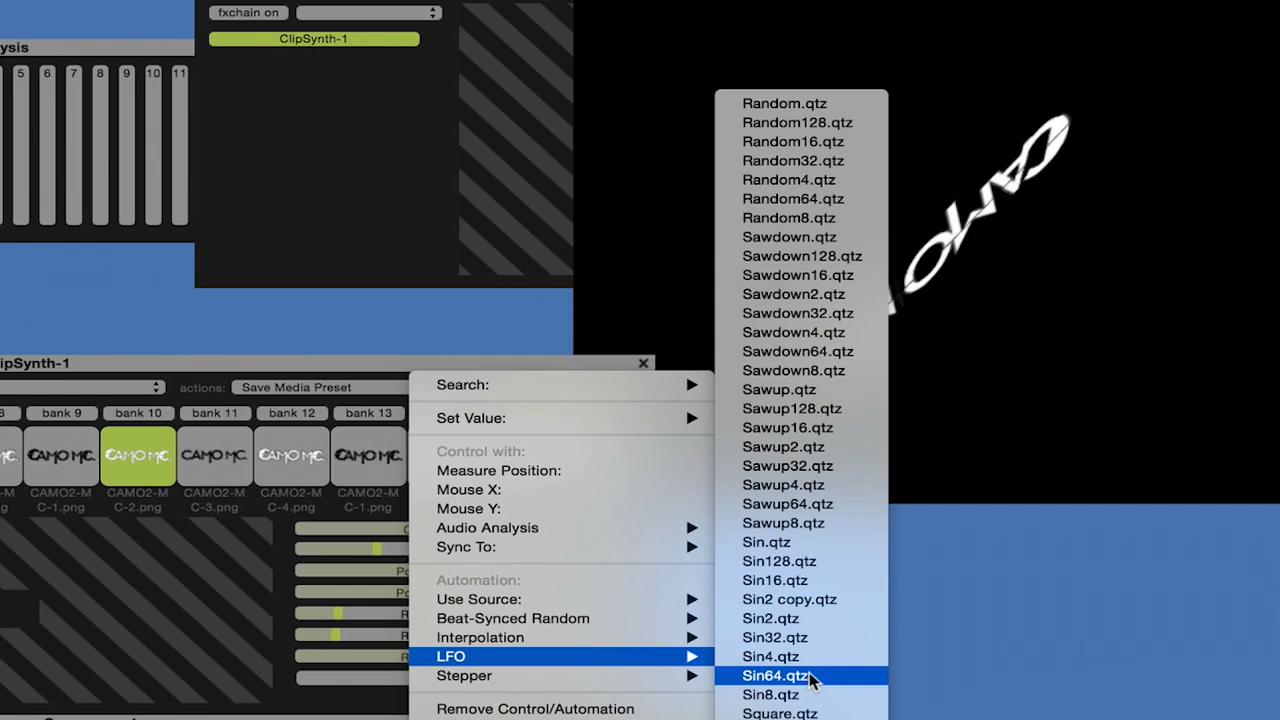 fxchain on
ClipSynth-1
ysis
5 6 7 8 9 10 11
ipSynth-1
actions: Save Media Preset
8 bank 9 bank 10 bank 11 bank 12 bank 13
MC. CAMO MC. CAMO MC. CAMO MC. CAMO MC. CAMO MC.
M CAMO2-M CAMO2-M CAMO2-M CAMO2-M CAMO2-M
ng C-1.png C-2.png C-3.png C-4.png C-1.png
Po
Po
R
R
R
Search:
Set Value:
Control with:
Measure Position:
Mouse X:
Mouse Y:
Audio Analysis
Sync To:
Automation:
Use Source:
Beat-Synced Random
Interpolation
LFO
Stepper
Remove Control/Automation
Random.qtz
Random128.qtz
Random16.qtz
Random32.qtz
Random4.qtz
Random64.qtz
Random8.qtz
Sawdown.qtz
Sawdown128.qtz
Sawdown16.qtz
Sawdown2.qtz
Sawdown32.qtz
Sawdown4.qtz
Sawdown64.qtz
Sawdown8.qtz
Sawup.qtz
Sawup128.qtz
Sawup16.qtz
Sawup2.qtz
Sawup32.qtz
Sawup4.qtz
Sawup64.qtz
Sawup8.qtz
Sin.qtz
Sin128.qtz
Sin16.qtz
Sin2 copy.qtz
Sin2.qtz
Sin32.qtz
Sin4.qtz
Sin64.qtz
Sin8.qtz
Square.qtz
CAMO